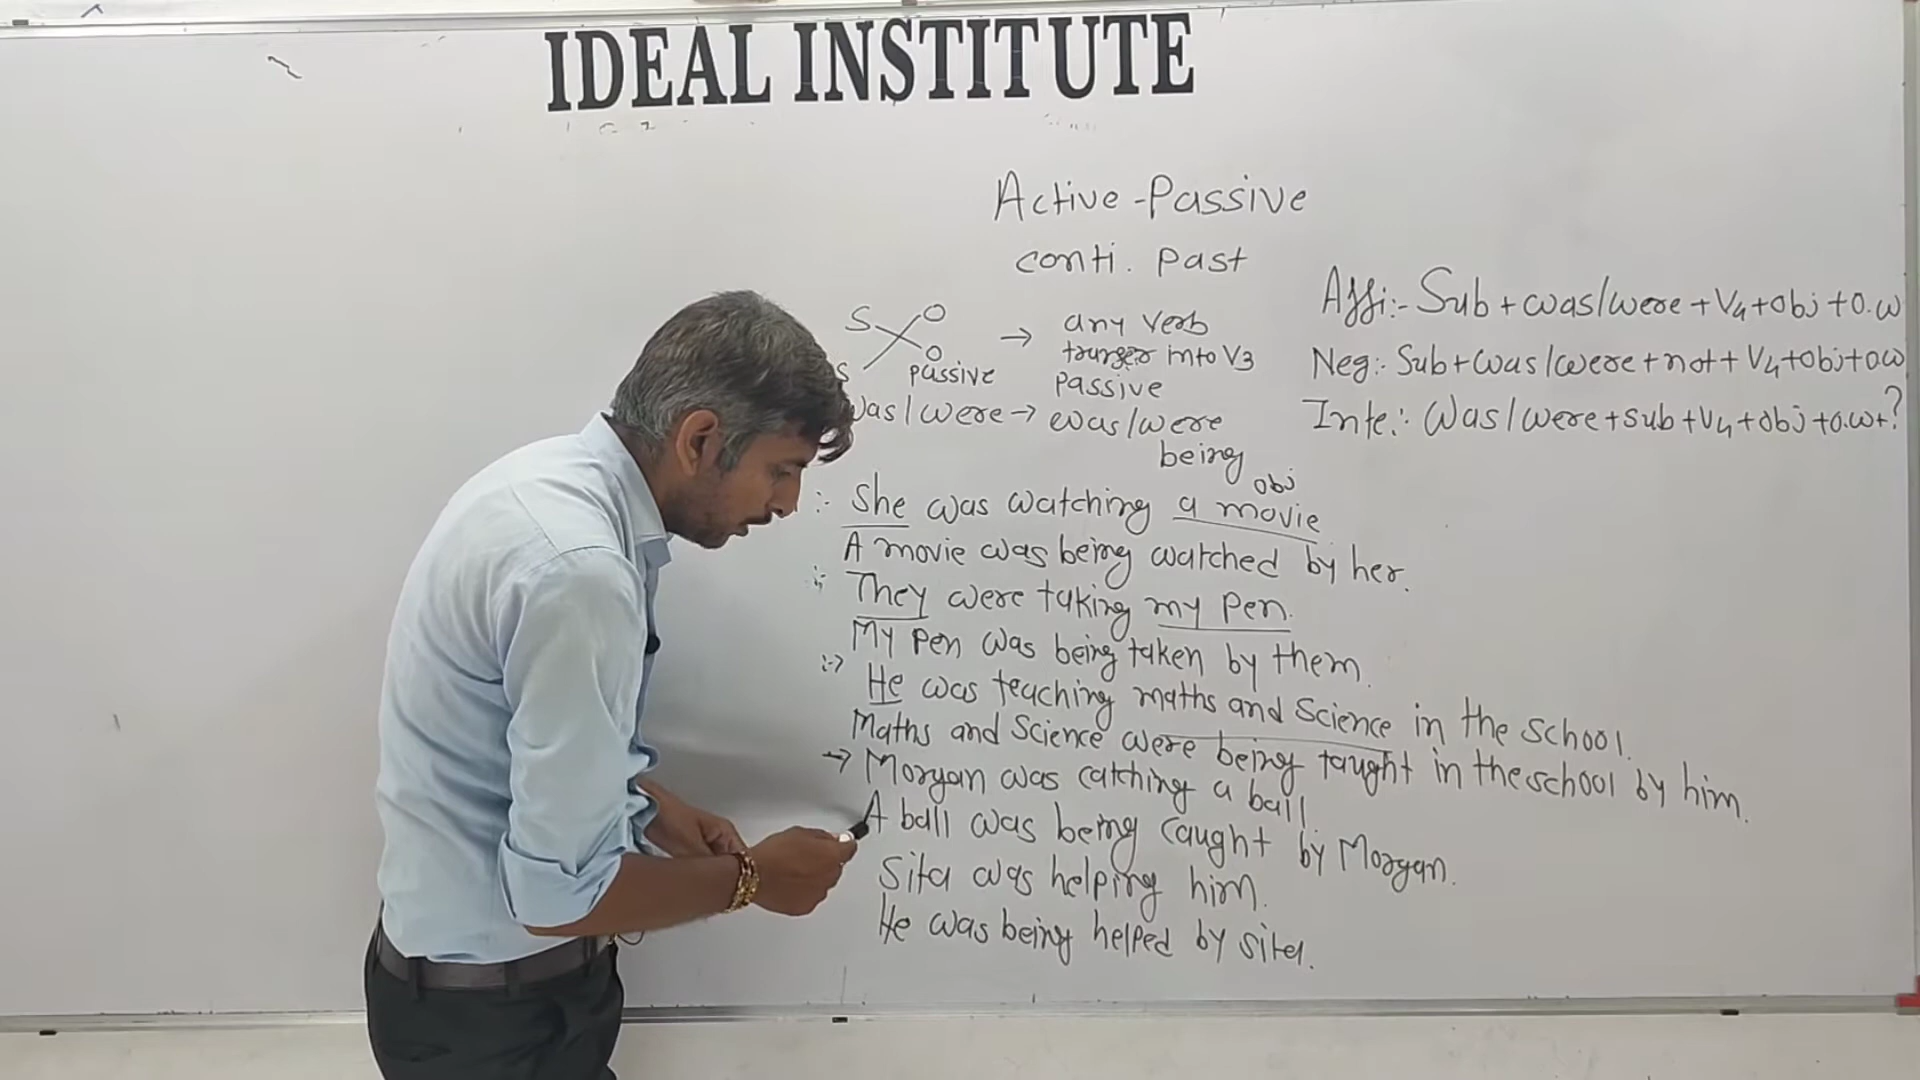 IDEAL INSTITUTE
Active - Passive
conti. Past
S O
S O
Passive
→ any verb
into V3
Passive
was/were → was/were
being
Affi:- Sub + was/were + V4 + obj + o.w
Neg:- Sub + was/were + not + V4 + obj + o.w
Inte:- Was/were + sub + V4 + obj + o.w + ?
obj
:- She was watching a movie
A movie was being watched by her.
:- They were taking my pen.
My pen was being taken by them.
:-> He was teaching maths and science in the school.
Maths and Science were being taught in the school by him.
→ Morgan was catching a ball
A ball was being caught by Morgan.
Sita was helping him.
He was being helped by sita.